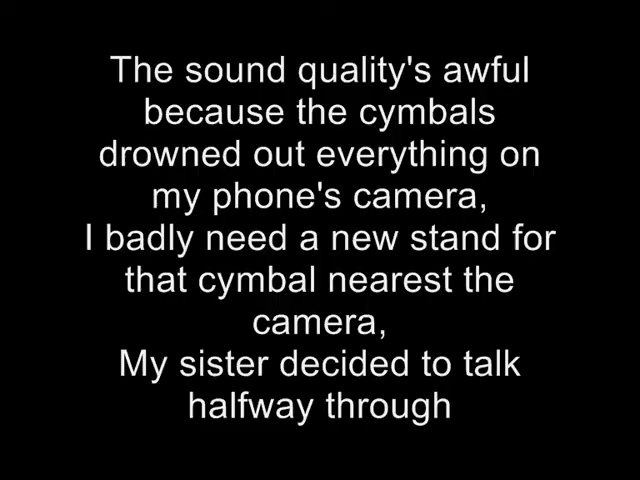 The sound quality's awful
because the cymbals
drowned out everything on
my phone's camera,
I badly need a new stand for
that cymbal nearest the
camera,
My sister decided to talk
halfway through